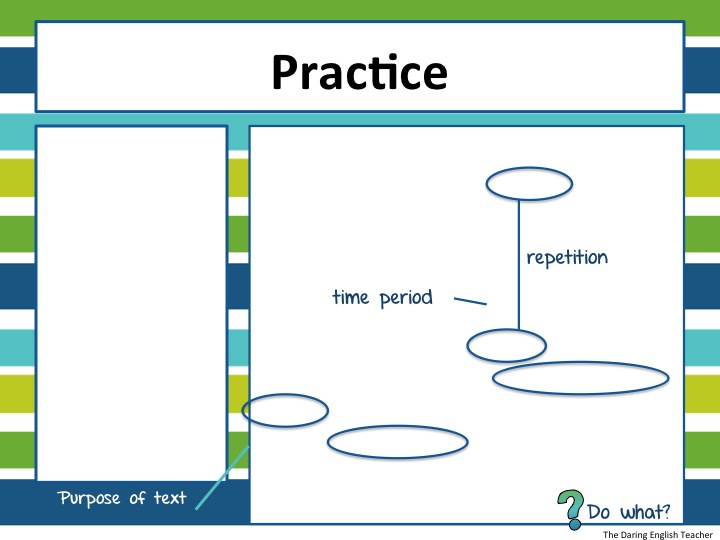 Practice
repetition
time period
Purpose of text
Do what?
The Daring English Teacher